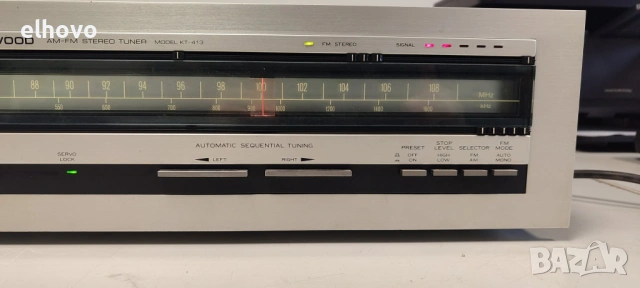 elhovo
WOOD AM-FM STEREO TUNER MODEL KT-413
FM STEREO SIGNAL
88 90 92 94 96 98 100 102 104 106 108 MHz
kHz
SERVO LOCK
AUTOMATIC SEQUENTIAL TUNING
LEFT RIGHT
PRESET OFF ON
STOP LEVEL HIGH LOW
SELECTOR FM AM
FM MODE AUTO MONO
BAZAR